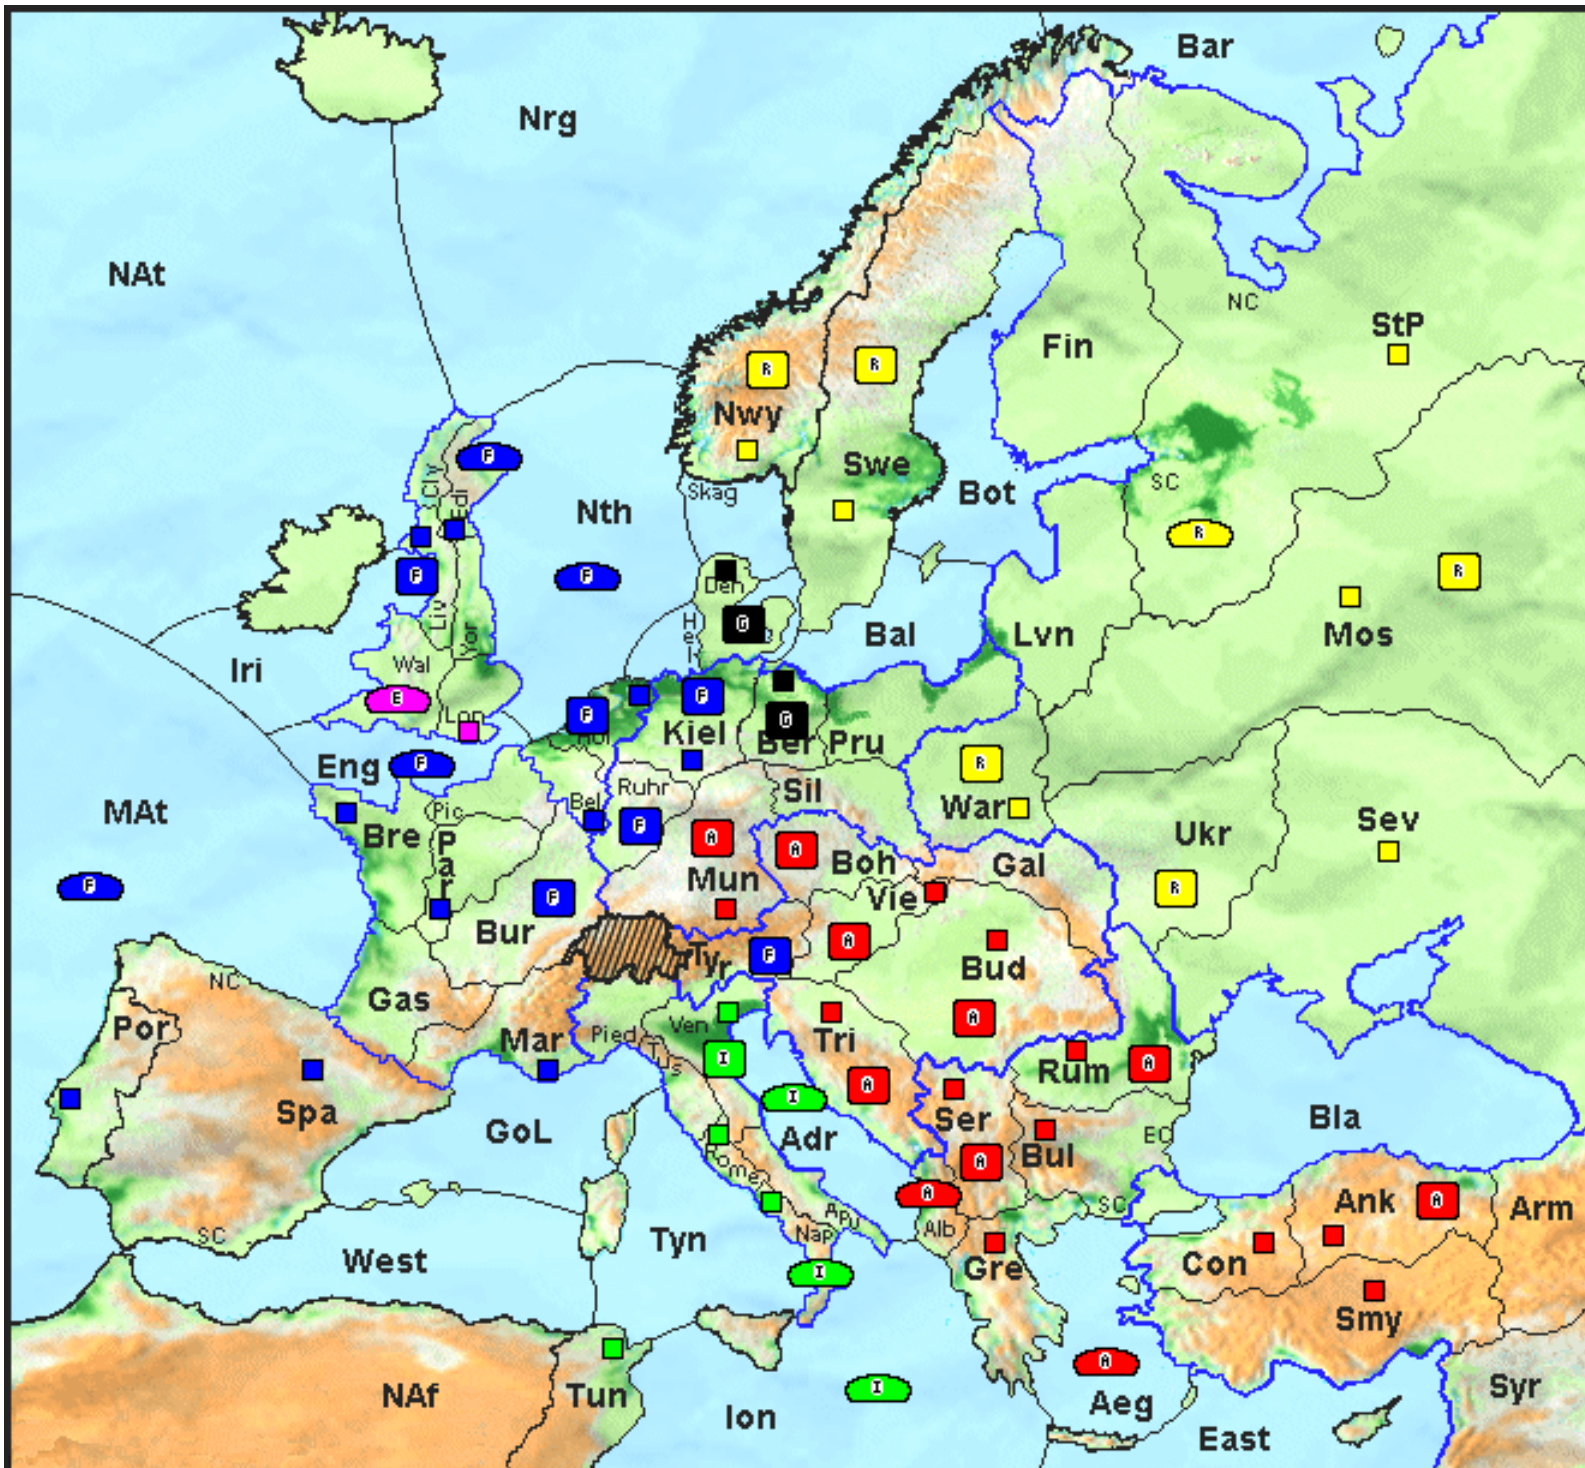 Bar
Nrg
NAt
NC
StP
Fin
R
R
Nwy
Swe
Cly
F
Edl
SC
Skag
Bot
Nth
R
R
F
F
Den
G
Hel
Liv
Yor
Bal
Lvn
Mos
Iri
Wal
E
Lon
F
F
G
Hol
Kiel
Ber
Pru
Eng
F
R
War
Ruhr
Sil
Bel
MAt
Pic
Bre
Par
F
A
A
Boh
Gal
Ukr
Sev
F
F
Mun
Vie
R
Bur
A
Tyr
F
Bud
NC
Gas
Por
Mar
Pied
Ven
Tri
A
Tus
I
Rum
A
A
Spa
I
Ser
GoL
Adr
Bul
EC
Bla
Rome
A
A
Ank
A
Arm
SC
SC
Apu
Nap
Alb
West
Tyn
Gre
Con
I
Smy
A
NAf
Tun
I
Ion
Aeg
Syr
East